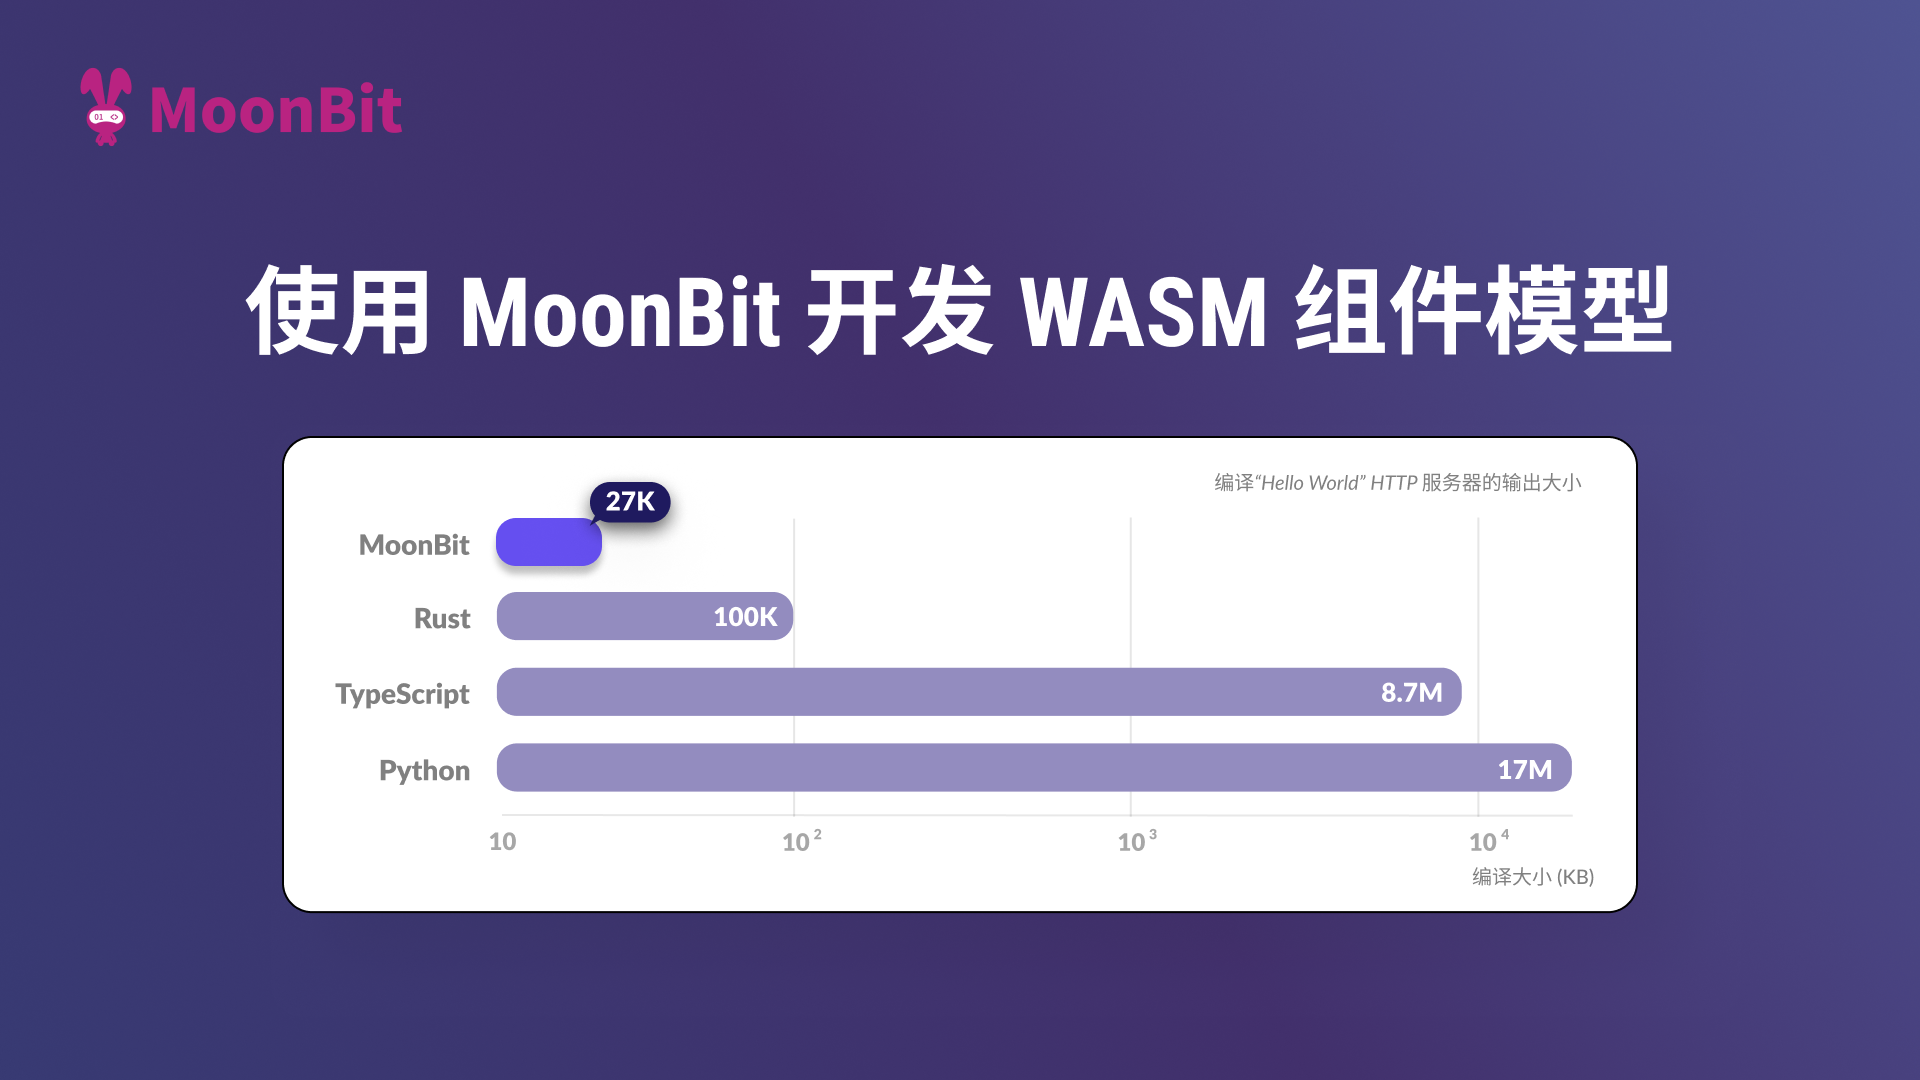 MoonBit
使用 MoonBit 开发 WASM 组件模型
编译“Hello World” HTTP 服务器的输出大小
27K
MoonBit
Rust 100K
TypeScript 8.7M
Python 17M
10 10² 10³ 10⁴
编译大小 (KB)